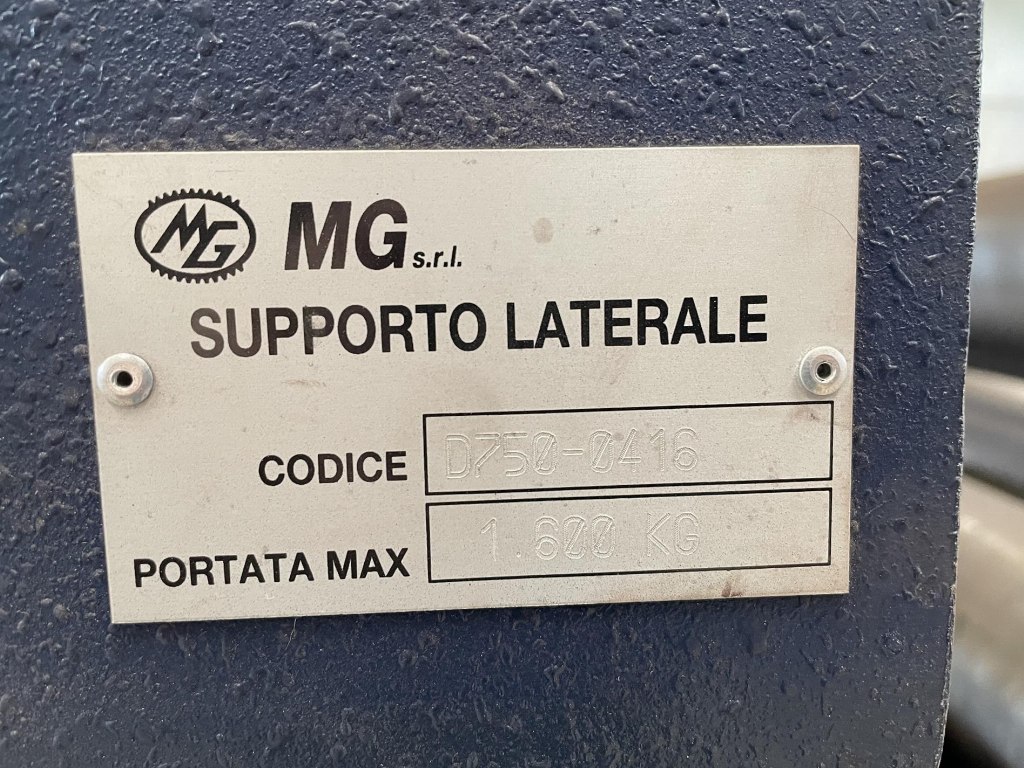 MG MG s.r.l.
SUPPORTO LATERALE
CODICE D750-0416
PORTATA MAX 1.600 KG